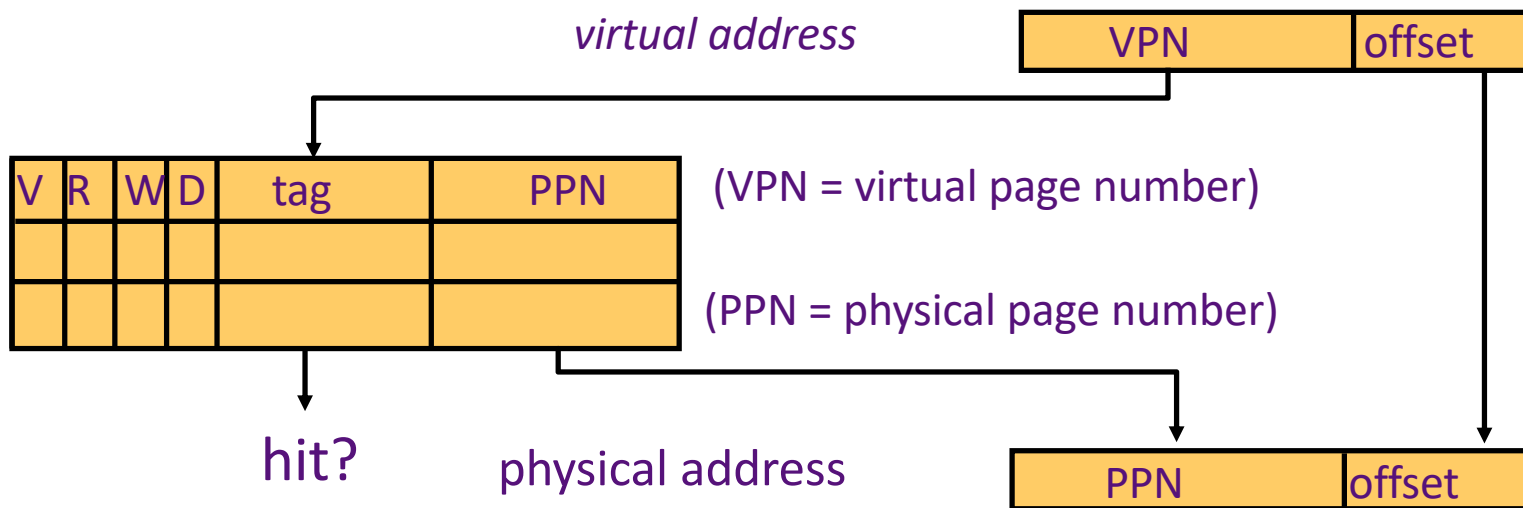 virtual address
VPN offset
V R W D tag PPN
(VPN = virtual page number)
(PPN = physical page number)
hit?
physical address
PPN offset